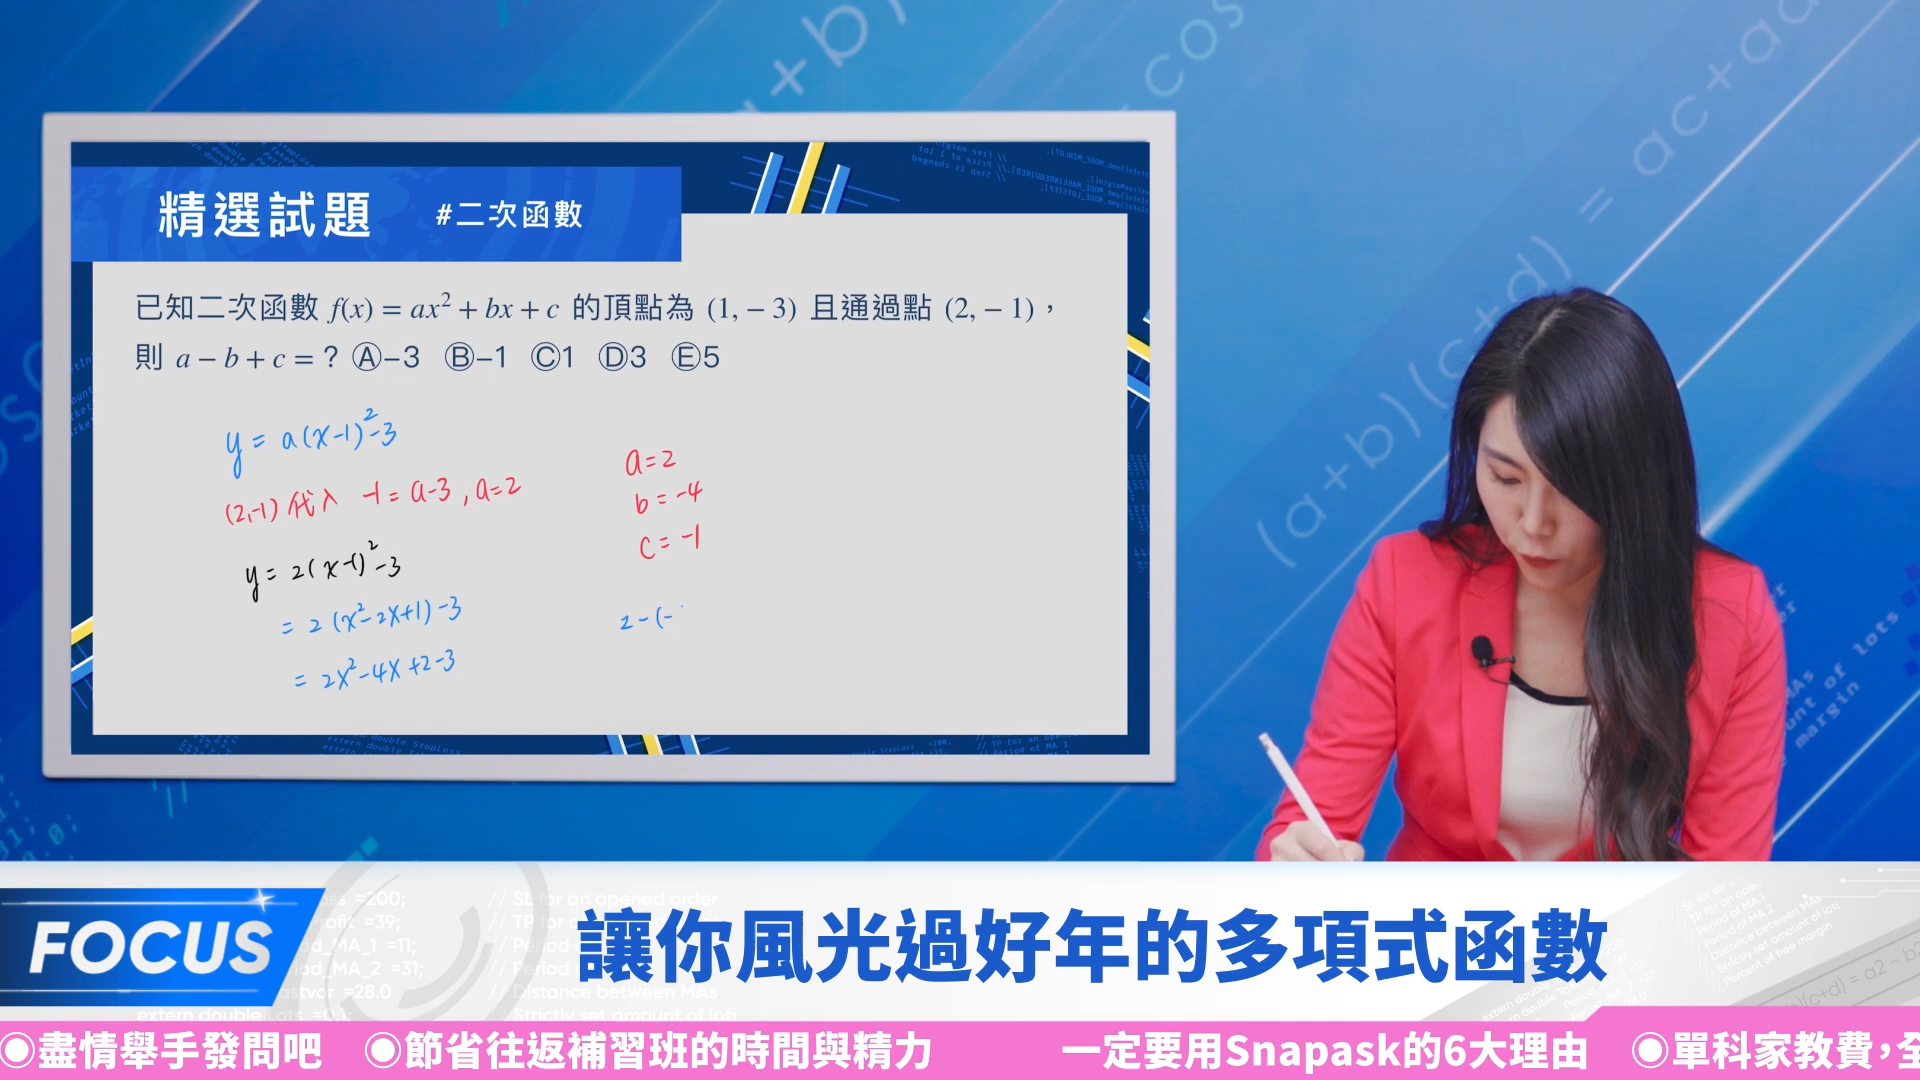 精選試題 #二次函數
已知二次函數 f(x) = ax² + bx + c 的頂點為 (1, – 3) 且通過點 (2, – 1)，
則 a – b + c = ? Ⓐ–3 Ⓑ–1 Ⓒ1 Ⓓ3 Ⓔ5
y = a(x-1)²-3
(2,-1) 代入 -1 = a-3 , a=2
y = 2(x-1)²-3
= 2(x²-2x+1)-3
= 2x²-4x+2-3
a=2
b=-4
c=-1
2-(-
(a+b)(c+d) = ac+ad
cos
FOCUS
讓你風光過好年的多項式函數
◉盡情舉手發問吧 ◉節省往返補習班的時間與精力 一定要用Snapask的6大理由 ◉單科家教費，全